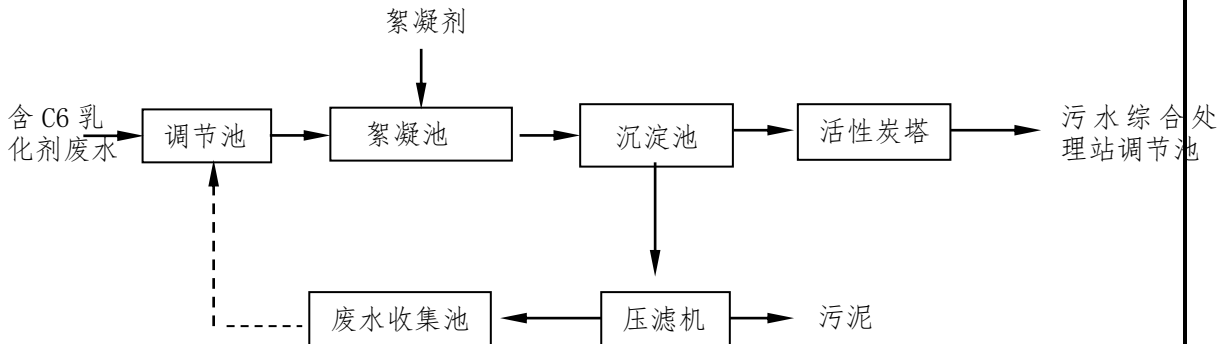 絮凝剂
含 C6 乳
化剂废水
调节池
絮凝池
沉淀池
活性炭塔
污水综合处
理站调节池
废水收集池
压滤机
污泥